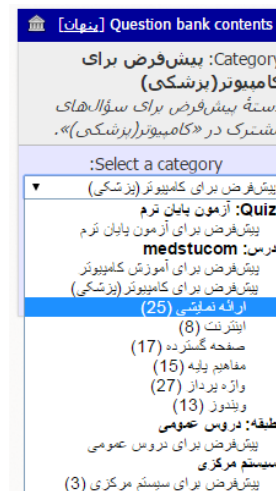 Question bank contents [پنهان]
Category: پیش‌فرض برای
کامپیوتر(پزشکی)
دستهٔ پیش‌فرض برای سؤال‌های
مشترک در «کامپیوتر(پزشکی)».
Select a category:
پیش‌فرض برای کامپیوتر(پزشکی)
Quiz: آزمون پایان ترم
پیش‌فرض برای آزمون پایان ترم
درس: medstucom
پیش‌فرض برای آموزش کامپیوتر
پیش‌فرض برای کامپیوتر(پزشکی)
ارائه نمایشی (25)
اینترنت (8)
صفحه گسترده (17)
مفاهیم پایه (15)
واژه پرداز (27)
ویندوز (13)
طبقه: دروس عمومی
پیش‌فرض برای دروس عمومی
سیستم مرکزی
پیش‌فرض برای سیستم مرکزی (3)